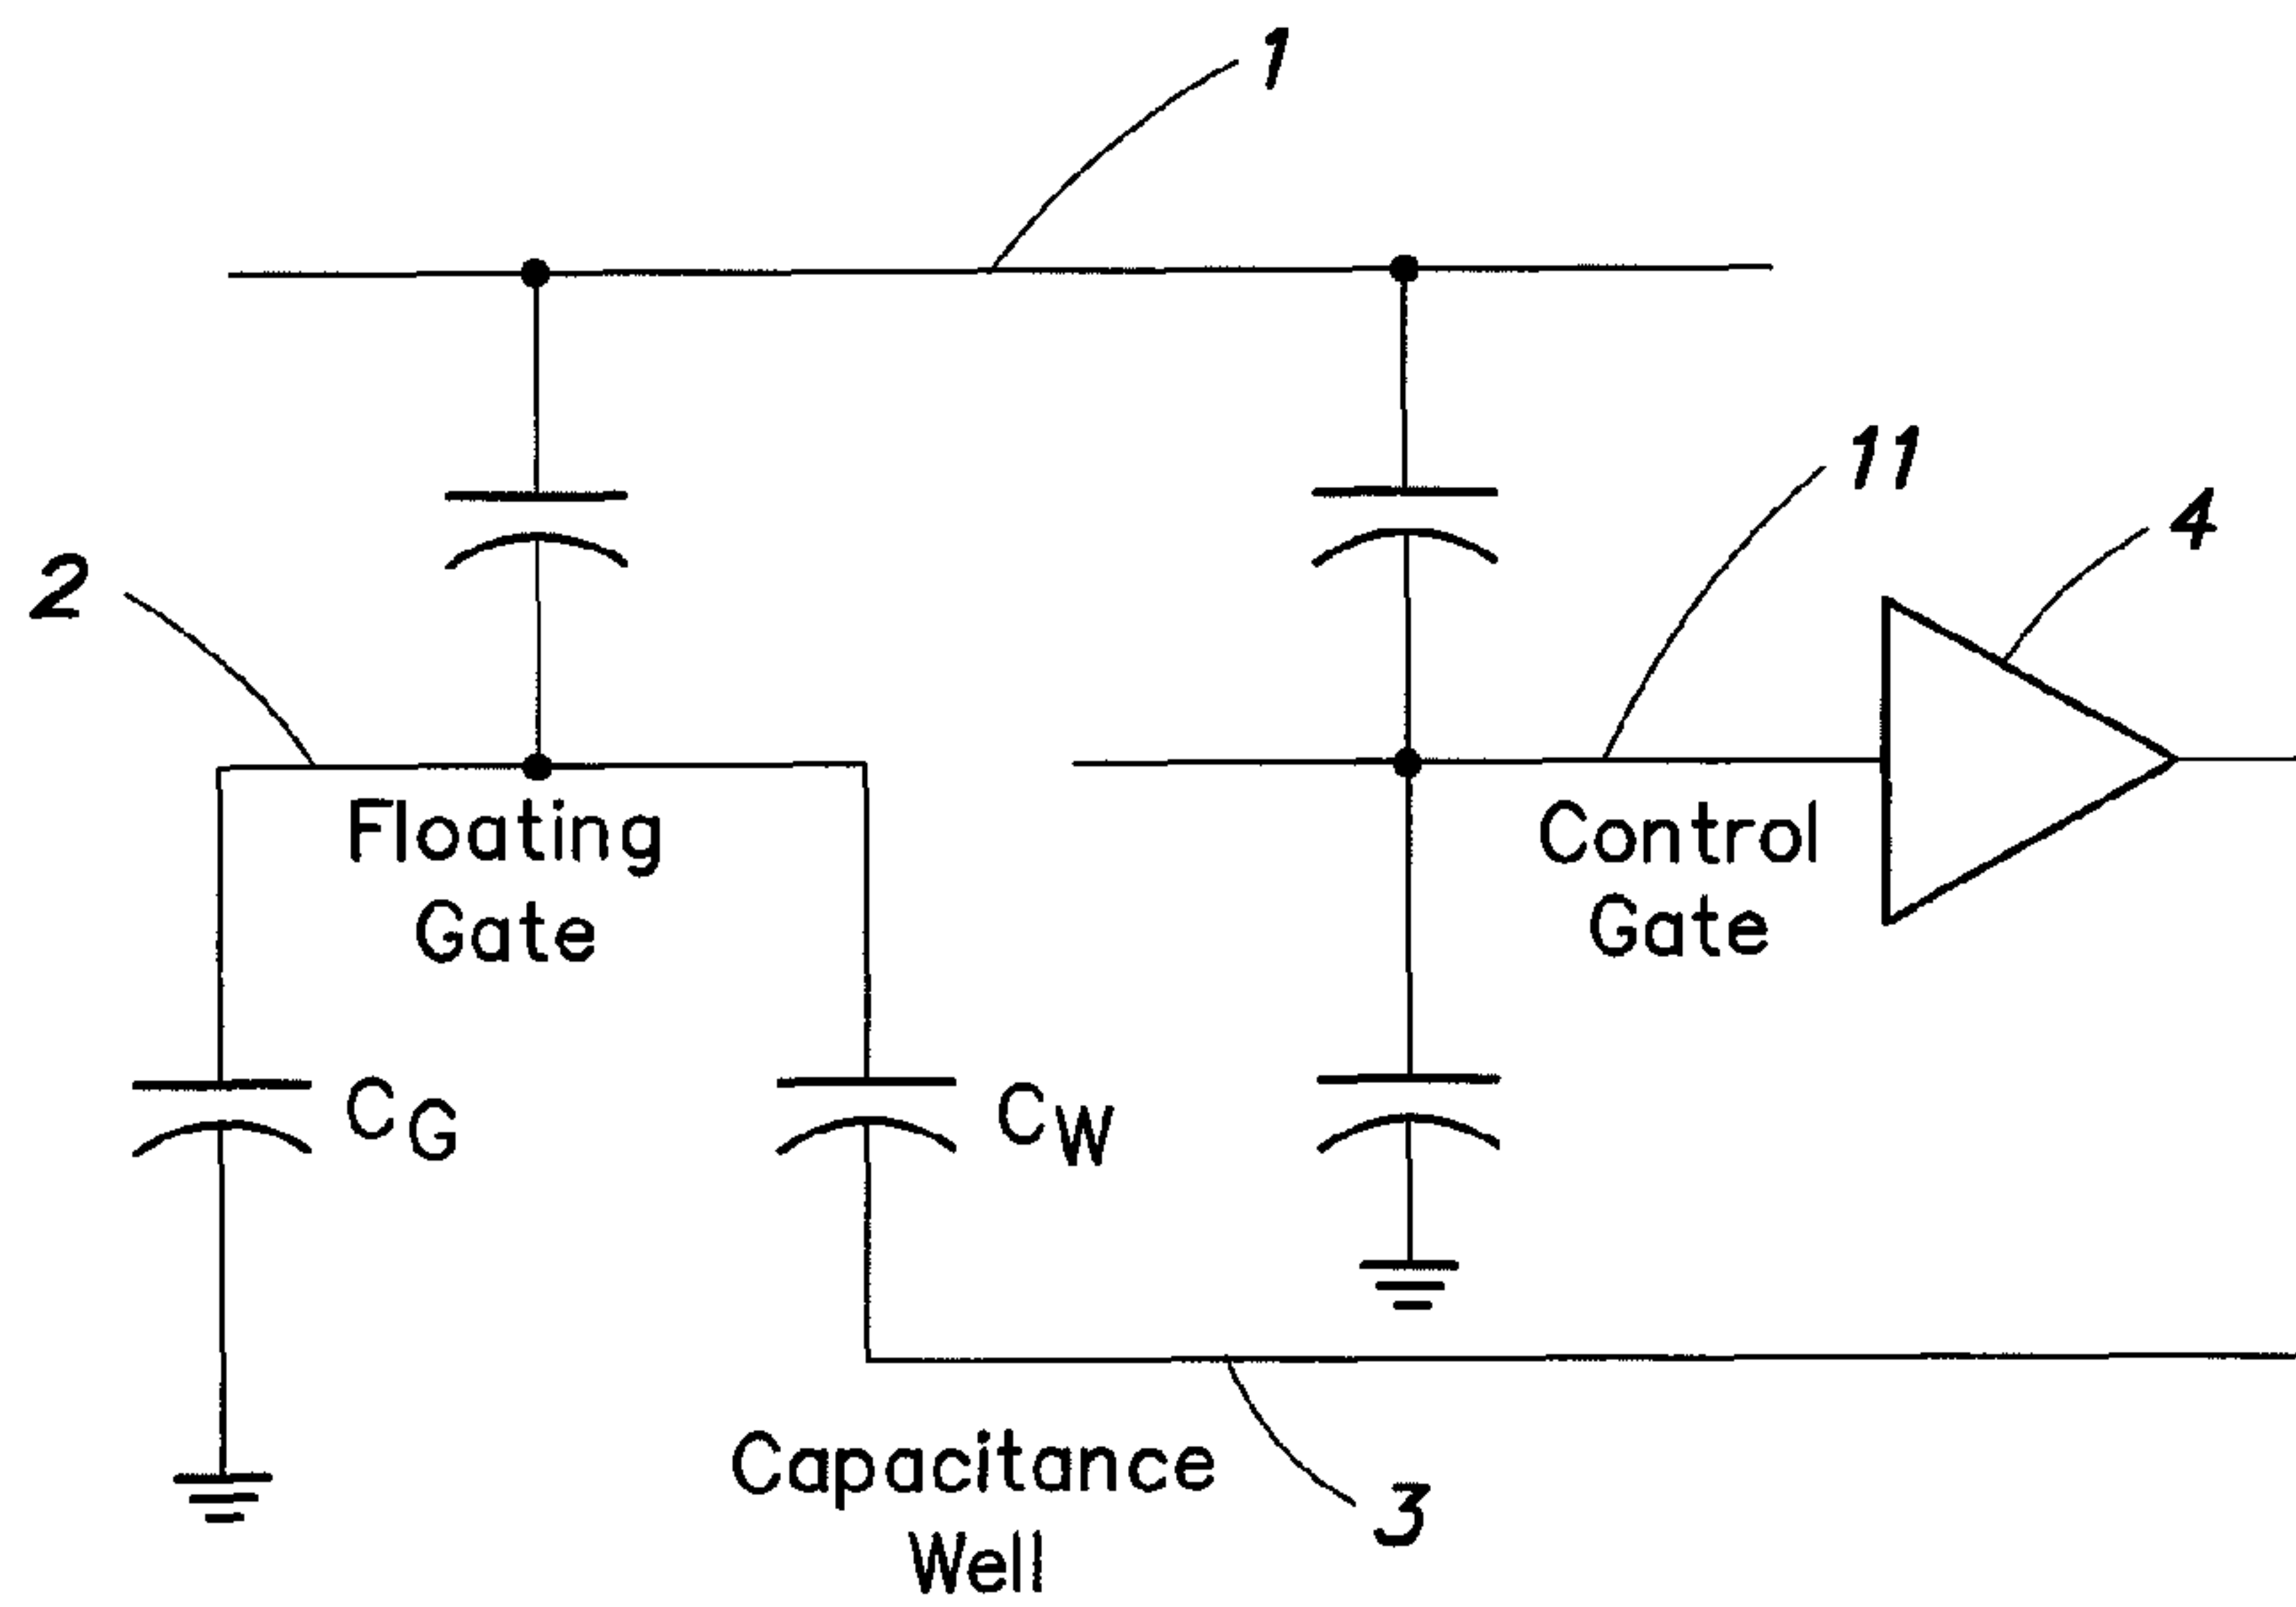 1
11
4
2
Floating
Gate
Control
Gate
CG
CW
Capacitance
Well
3